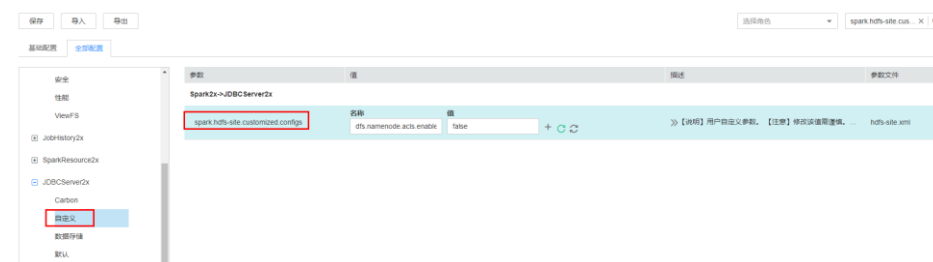 保存 导入 导出 选择角色 spark.hdfs-site.cus...
基础配置 全部配置
参数 值 描述 参数文件
安全
性能
ViewFS
JobHistory2x
SparkResource2x
JDBCServer2x
Carbon
自定义
数据存储
默认
Spark2x->JDBCServer2x
名称 值
spark.hdfs-site.customized.configs dfs.namenode.acls.enable false 【说明】用户自定义参数。 【注意】修改该值需谨慎。... hdfs-site.xml